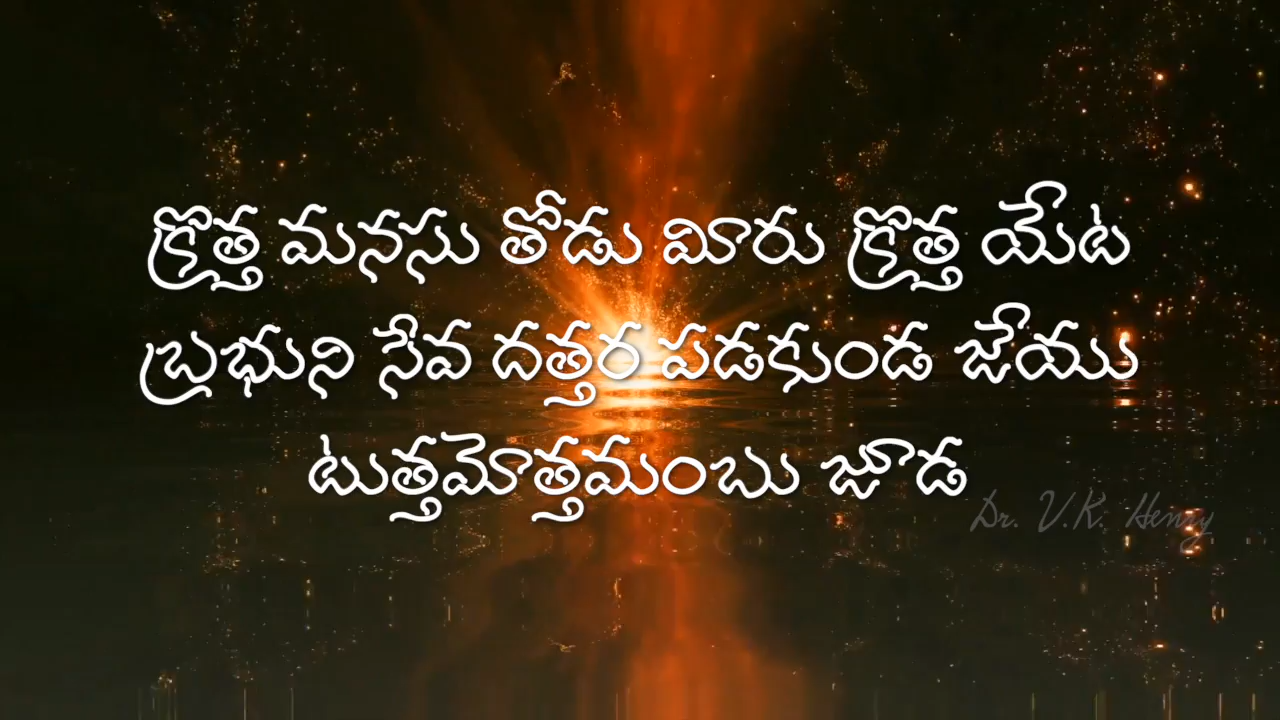 క్రొత్త మనసు తోడు మీరు క్రొత్త యేట
బ్రభుని సేవ దత్తర పడకుండ జేయు
టుత్తమోత్తమంబు జూడ
Dr. V.K. Henry